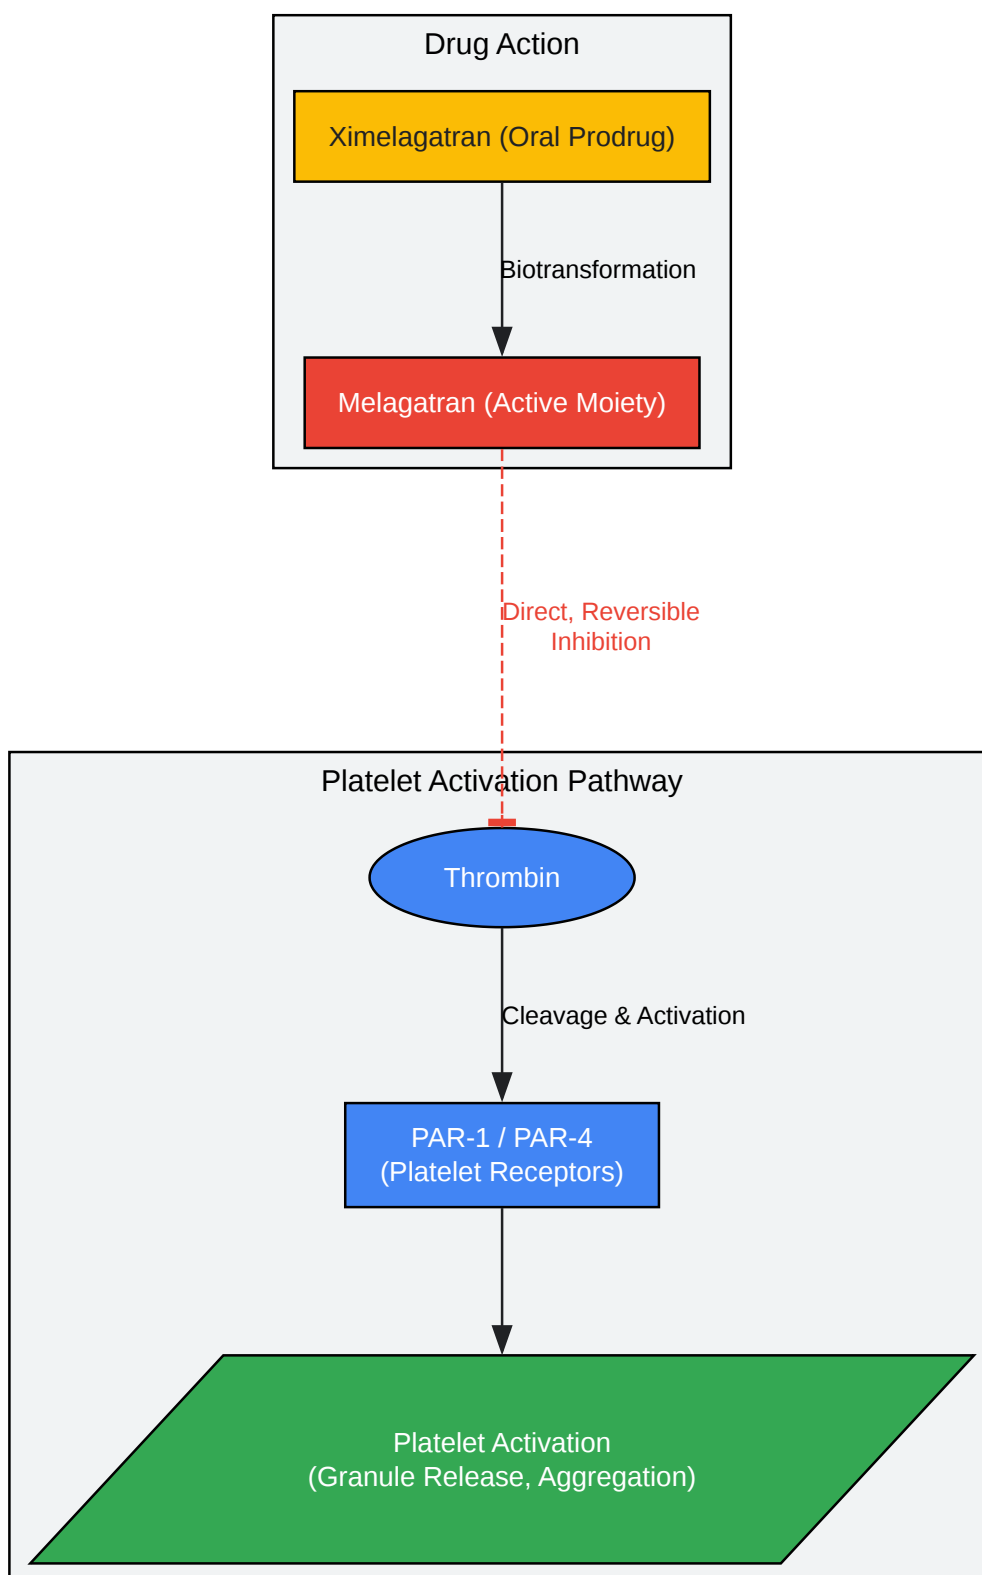 Drug Action
Ximelagatran (Oral Prodrug)
Biotransformation
Melagatran (Active Moiety)
Direct, Reversible
Inhibition
Platelet Activation Pathway
Thrombin
Cleavage & Activation
PAR-1 / PAR-4
(Platelet Receptors)
Platelet Activation
(Granule Release, Aggregation)